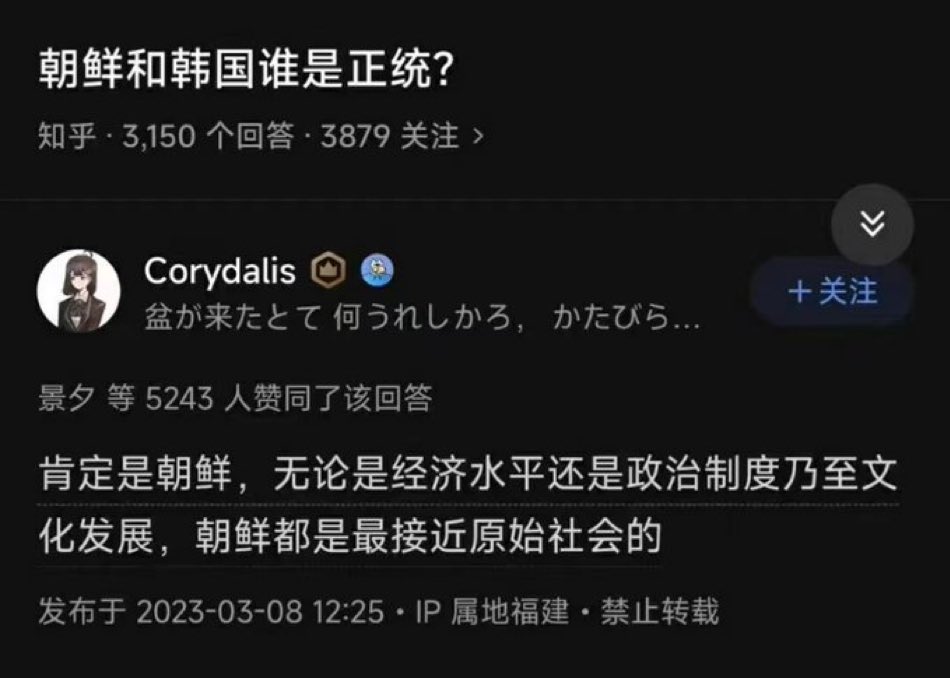 朝鲜和韩国谁是正统?
知乎 · 3,150 个回答 · 3879 关注 >
Corydalis
盆が来たとて 何うれしかろ， かたびら...
+关注
景夕 等 5243 人赞同了该回答
肯定是朝鲜，无论是经济水平还是政治制度乃至文
化发展，朝鲜都是最接近原始社会的
发布于 2023-03-08 12:25 · IP 属地福建 · 禁止转载